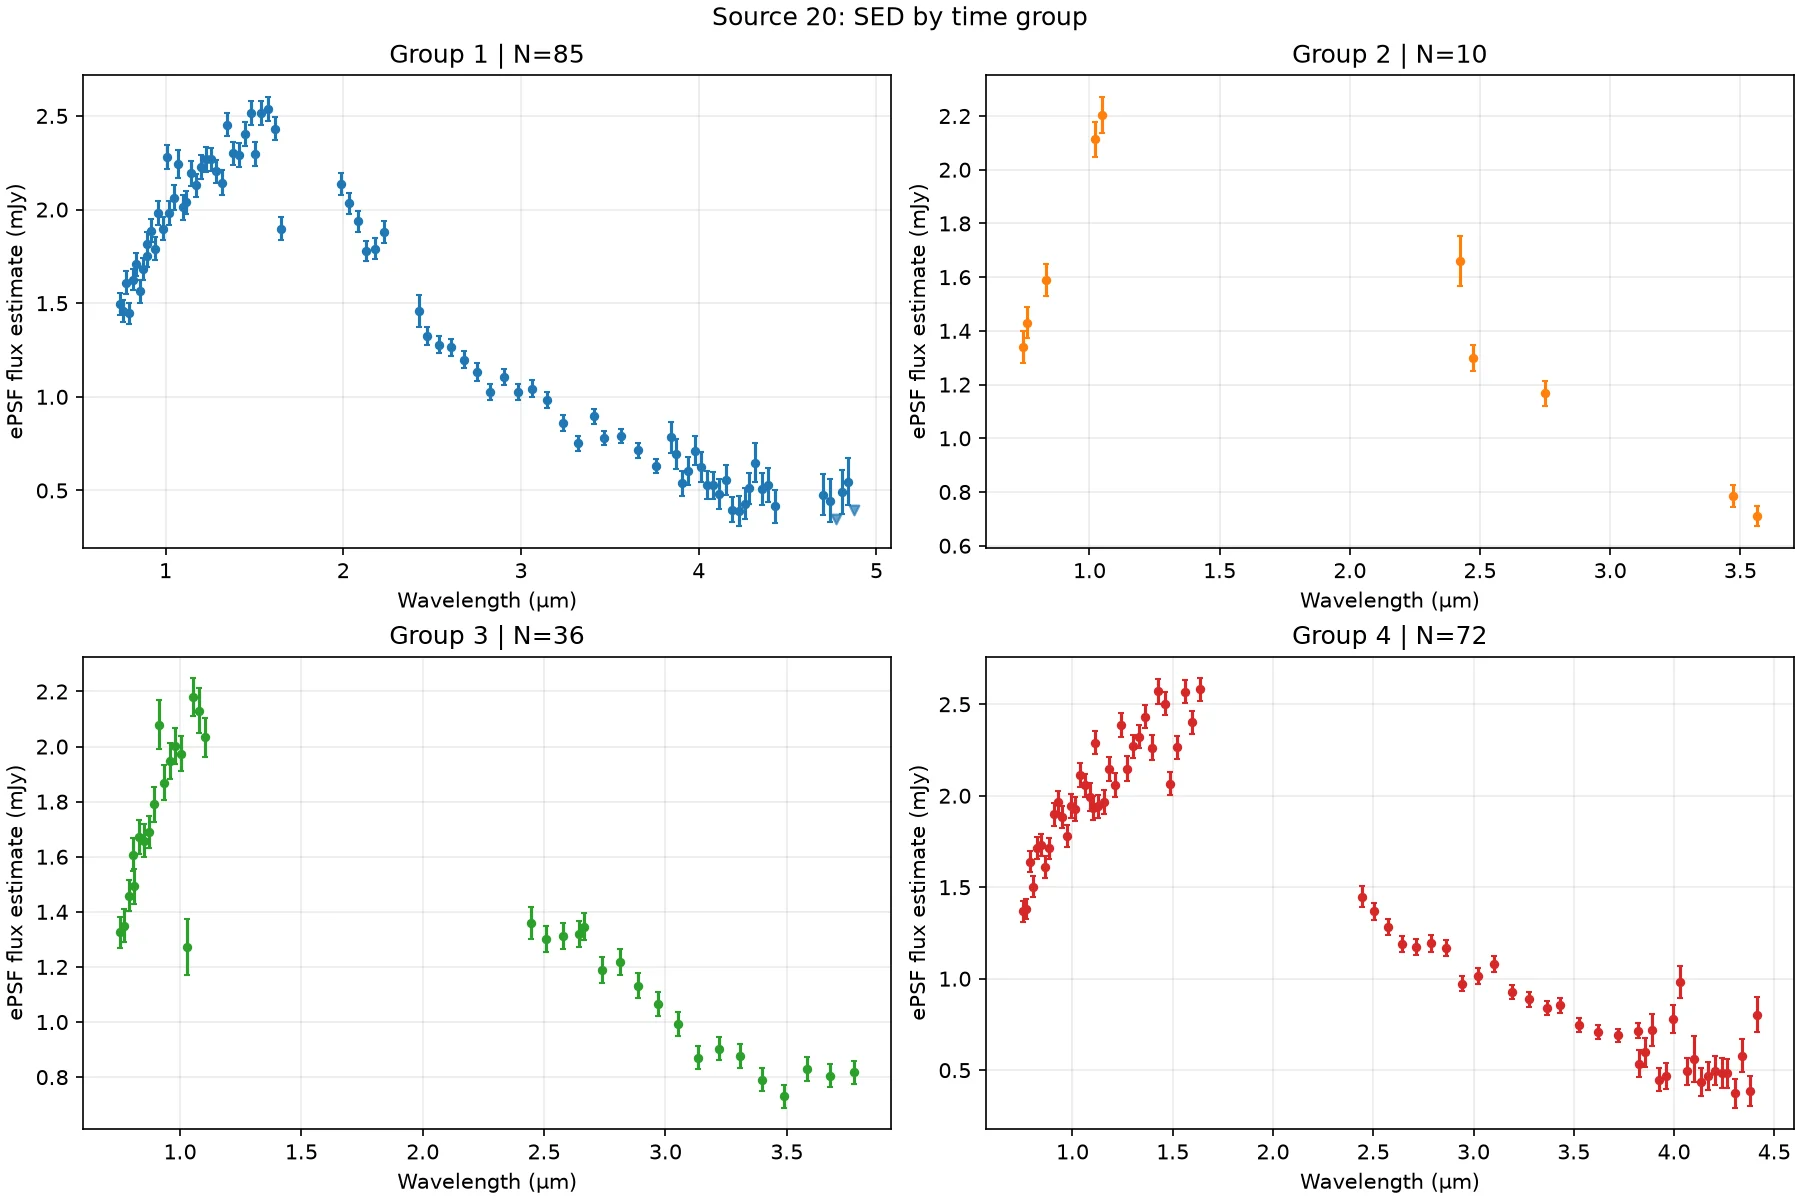 Source 20: SED by time group
Group 1 | N=85
ePSF flux estimate (mJy)
2.5
2.0
1.5
1.0
0.5
1 2 3 4 5
Wavelength (μm)
Group 2 | N=10
ePSF flux estimate (mJy)
2.2
2.0
1.8
1.6
1.4
1.2
1.0
0.8
0.6
1.0 1.5 2.0 2.5 3.0 3.5
Wavelength (μm)
Group 3 | N=36
ePSF flux estimate (mJy)
2.2
2.0
1.8
1.6
1.4
1.2
1.0
0.8
1.0 1.5 2.0 2.5 3.0 3.5
Wavelength (μm)
Group 4 | N=72
ePSF flux estimate (mJy)
2.5
2.0
1.5
1.0
0.5
1.0 1.5 2.0 2.5 3.0 3.5 4.0 4.5
Wavelength (μm)